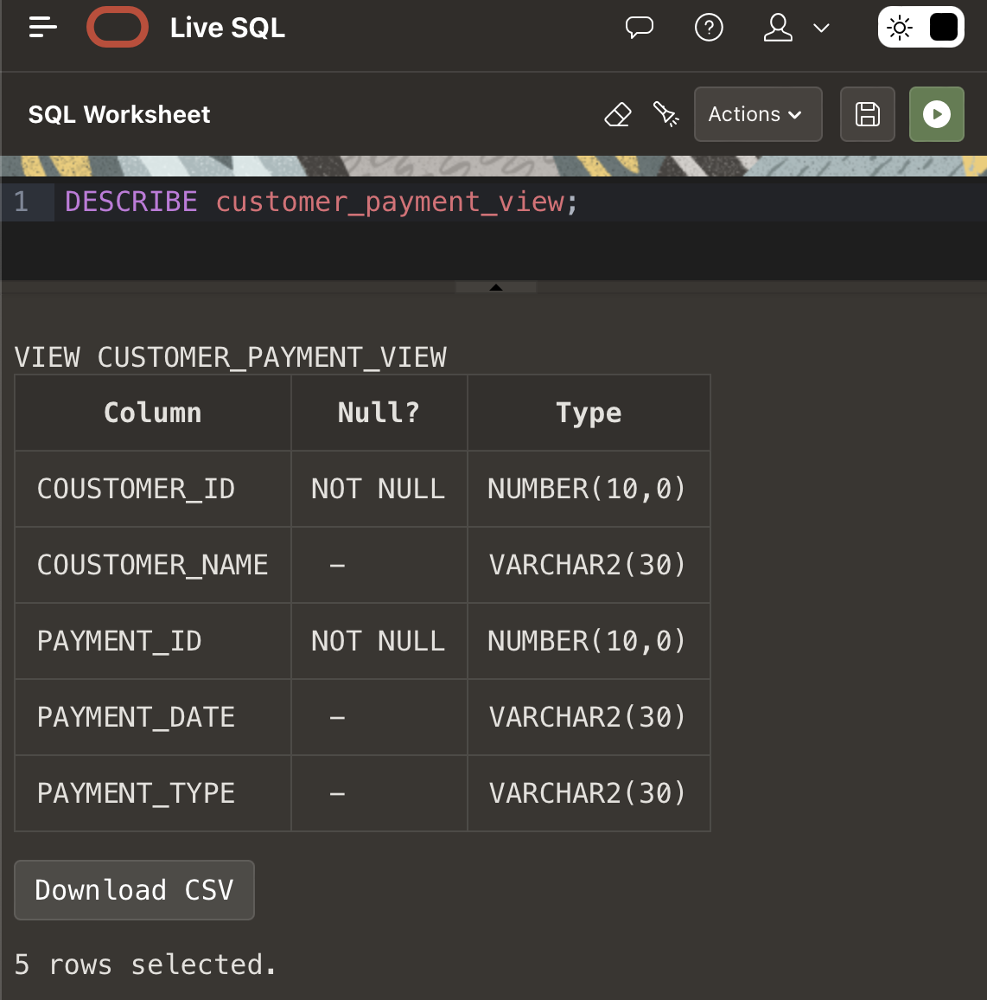 Live SQL
SQL Worksheet
Actions
1 DESCRIBE customer_payment_view;
VIEW CUSTOMER_PAYMENT_VIEW
Column Null? Type
COUSTOMER_ID NOT NULL NUMBER(10,0)
COUSTOMER_NAME – VARCHAR2(30)
PAYMENT_ID NOT NULL NUMBER(10,0)
PAYMENT_DATE – VARCHAR2(30)
PAYMENT_TYPE – VARCHAR2(30)
Download CSV
5 rows selected.